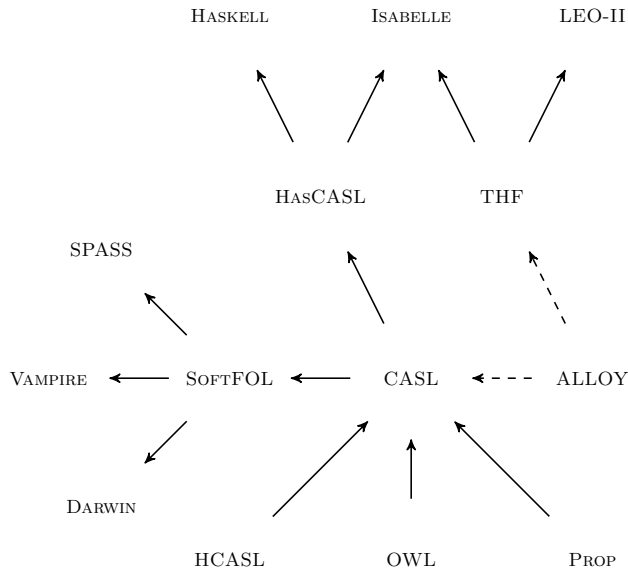 HASKELL ISABELLE LEO-II
HASCASL THF
SPASS
VAMPIRE SOFTFOL CASL ALLOY
DARWIN
HCASL OWL PROP